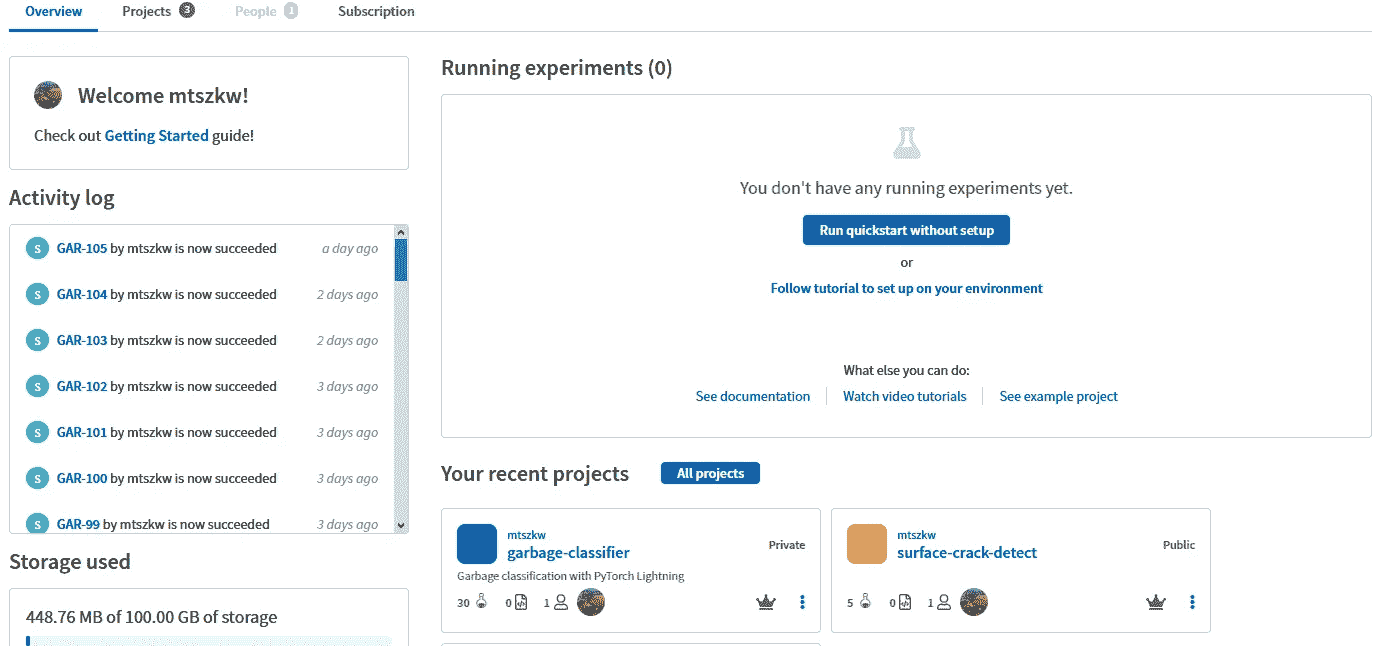 Overview Projects 3 People 1 Subscription
Welcome mtszkw!
Check out Getting Started guide!
Activity log
S GAR-105 by mtszkw is now succeeded a day ago
S GAR-104 by mtszkw is now succeeded 2 days ago
S GAR-103 by mtszkw is now succeeded 2 days ago
S GAR-102 by mtszkw is now succeeded 3 days ago
S GAR-101 by mtszkw is now succeeded 3 days ago
S GAR-100 by mtszkw is now succeeded 3 days ago
S GAR-99 by mtszkw is now succeeded 3 days ago
Storage used
448.76 MB of 100.00 GB of storage
Running experiments (0)
You don't have any running experiments yet.
Run quickstart without setup
or
Follow tutorial to set up on your environment
What else you can do:
See documentation Watch video tutorials See example project
Your recent projects All projects
mtszkw
garbage-classifier Private
Garbage classification with PyTorch Lightning
30 0 1
mtszkw
surface-crack-detect Public
5 0 1